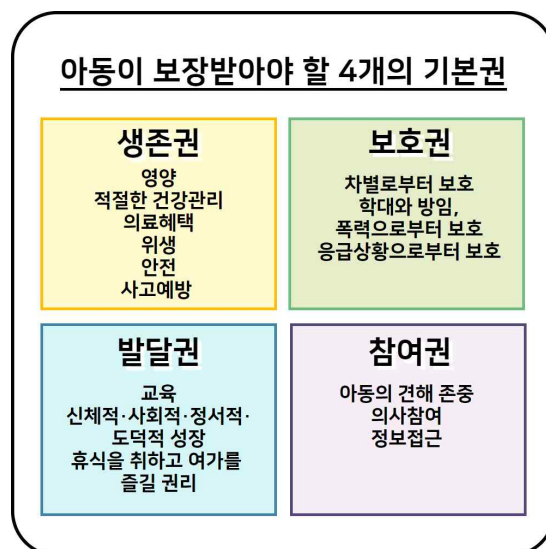 아동이 보장받아야 할 4개의 기본권
생존권
영양
적절한 건강관리
의료혜택
위생
안전
사고예방
보호권
차별로부터 보호
학대와 방임,
폭력으로부터 보호
응급상황으로부터 보호
발달권
교육
신체적·사회적·정서적·
도덕적 성장
휴식을 취하고 여가를
즐길 권리
참여권
아동의 견해 존중
의사참여
정보접근